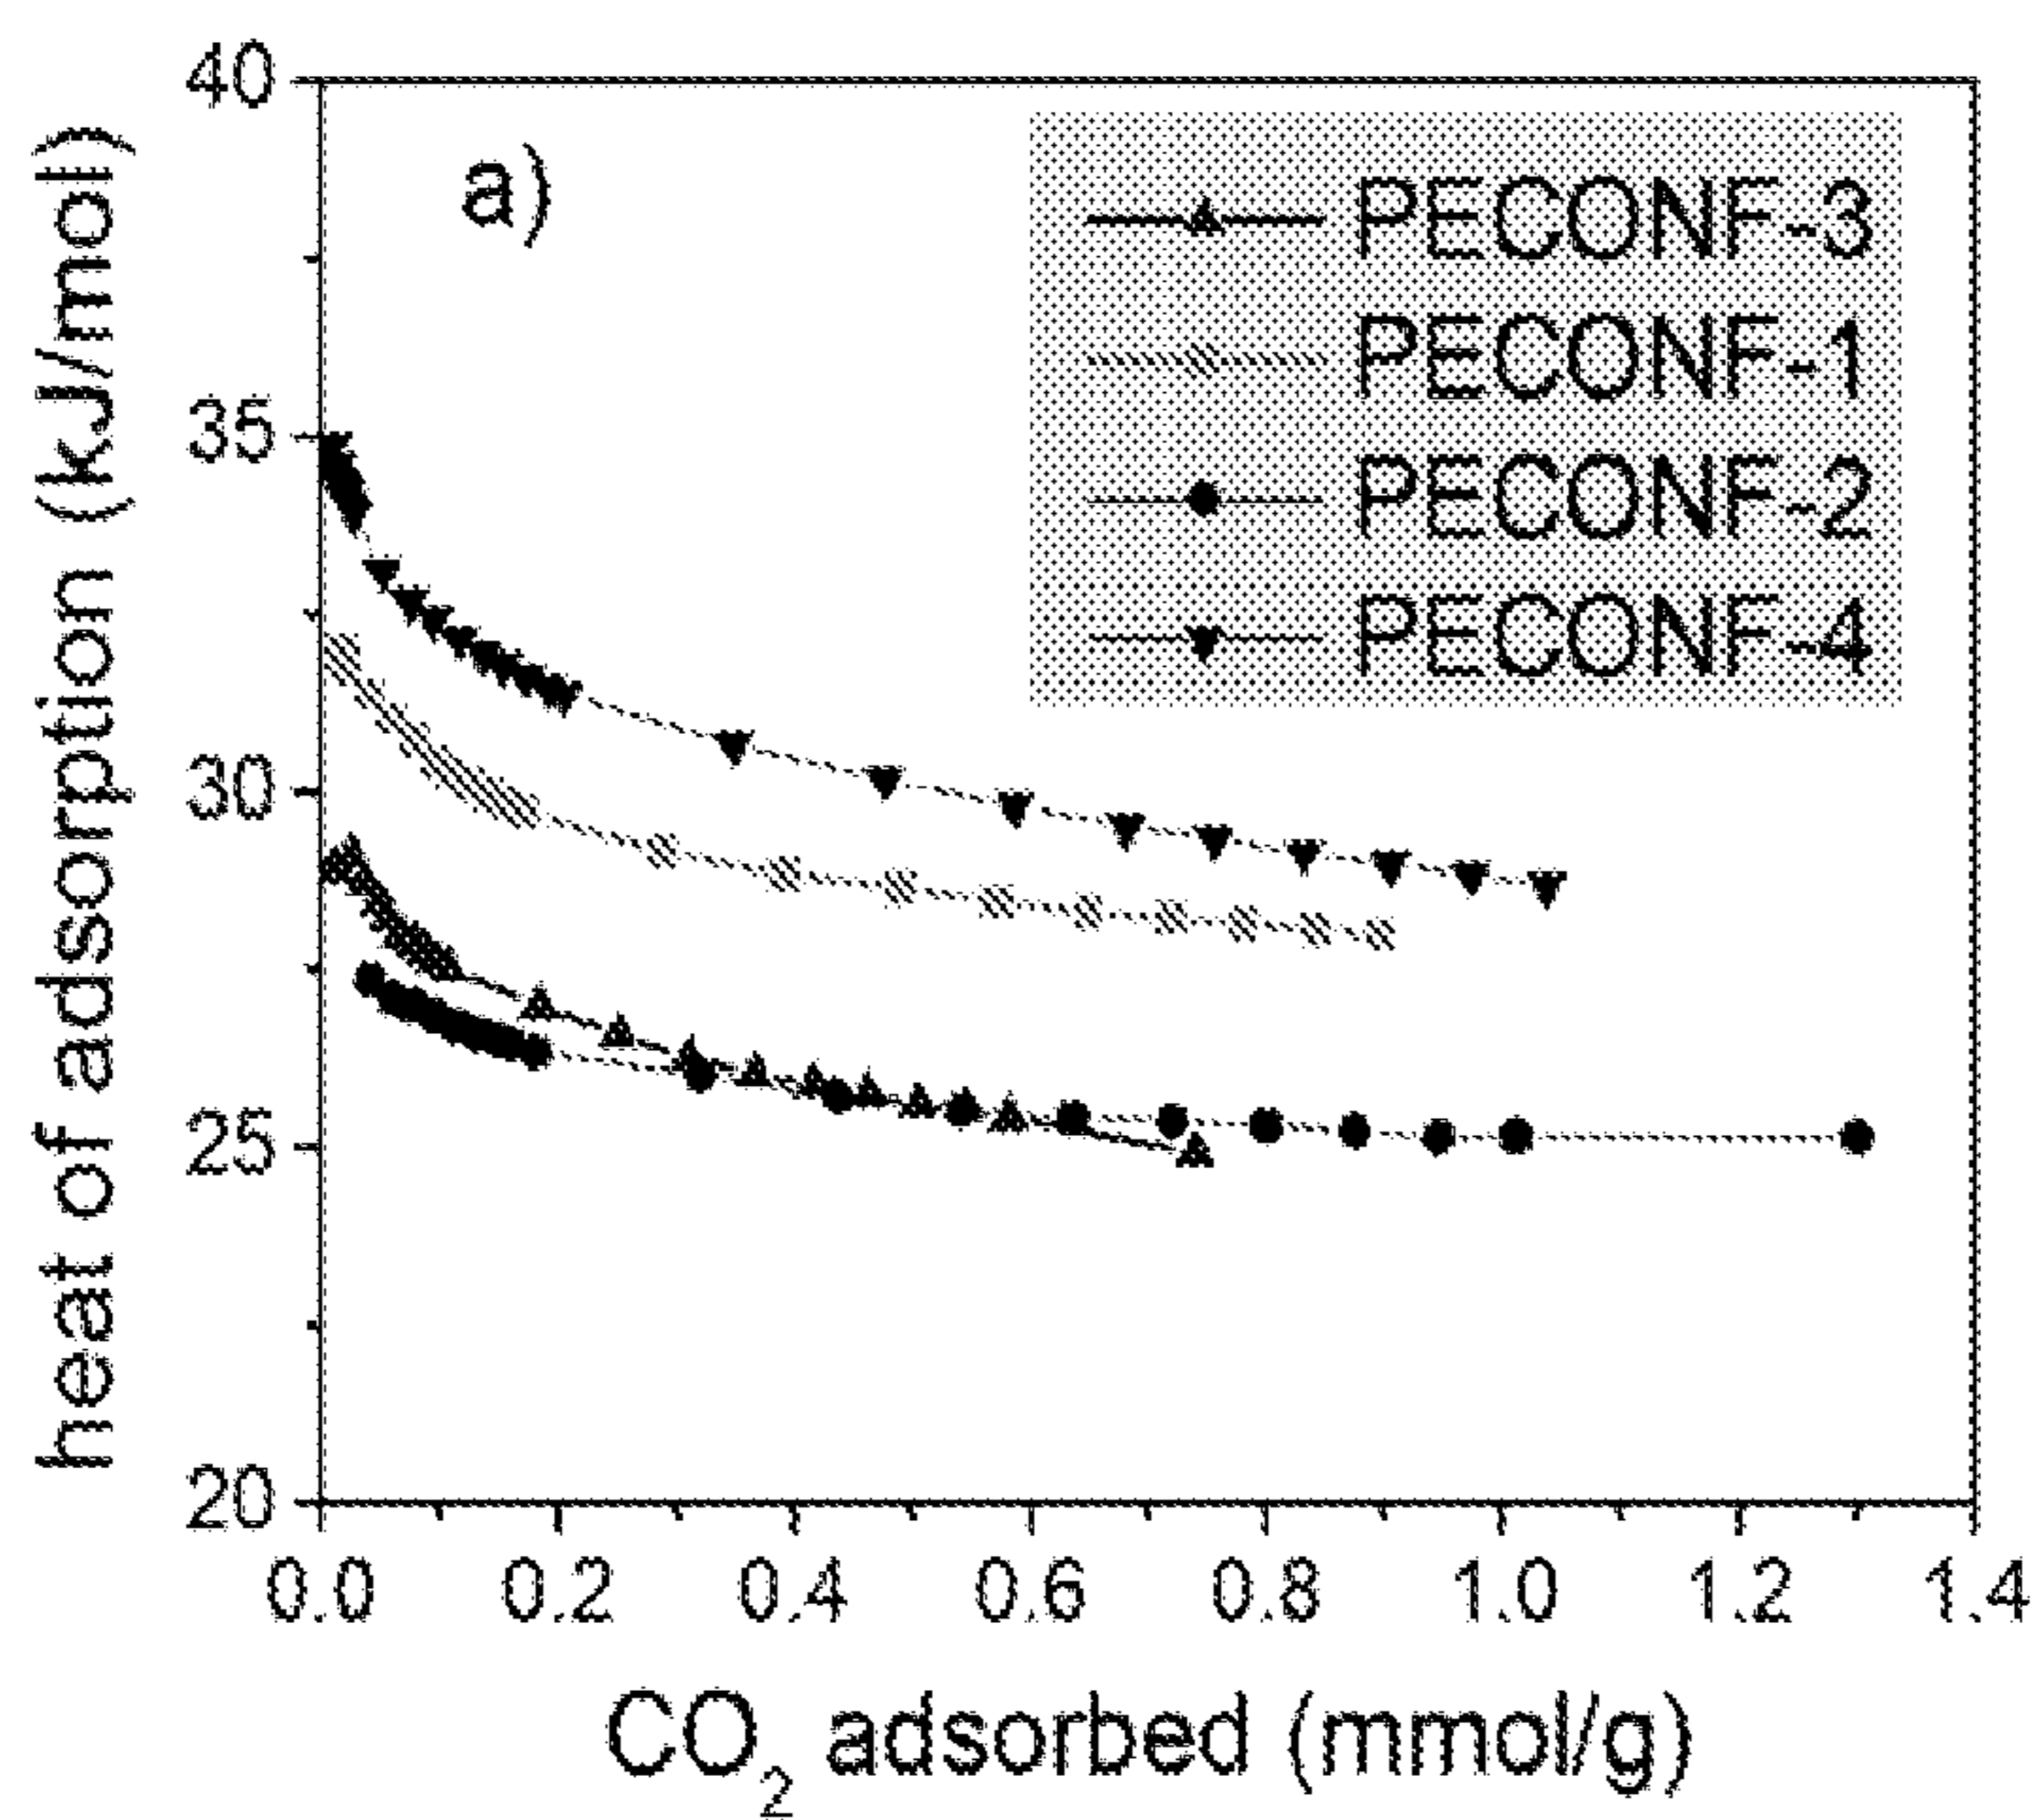 40
35
30
25
20
heat of adsorption (kJ/mol)
a)
PECONF-3
PECONF-1
PECONF-2
PECONF-4
0.0 0.2 0.4 0.6 0.8 1.0 1.2 1.4
CO₂ adsorbed (mmol/g)